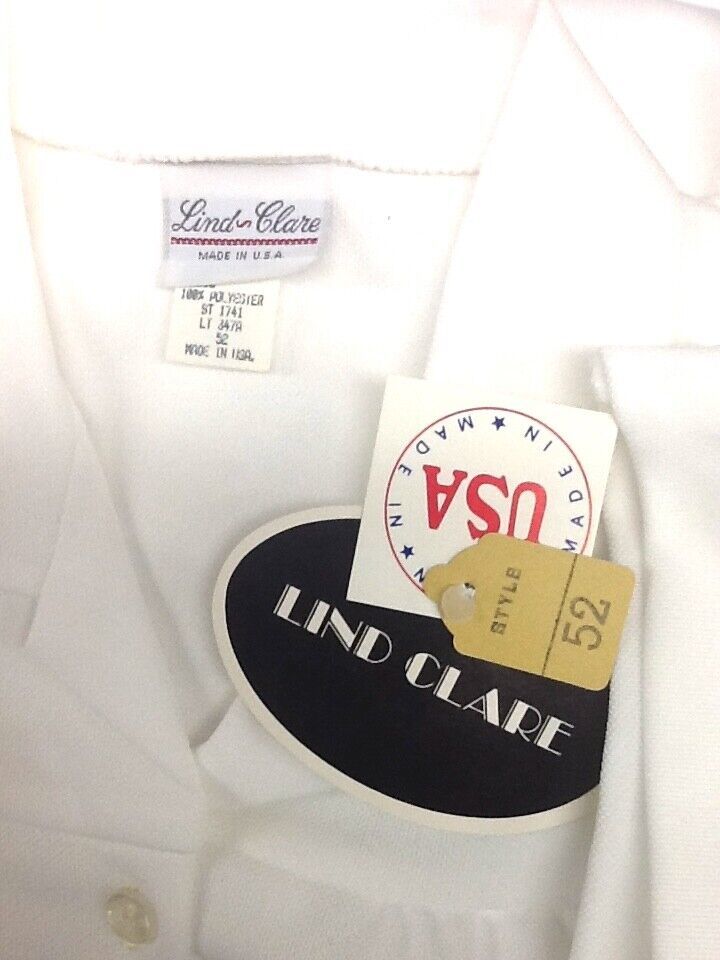 Lind Clare
MADE IN U.S.A
100% POLYESTER
ST 1741
LT 347A
52
MADE IN USA.
MADE IN ★ MADE IN ★
USA
STYLE
52
LIND CLARE